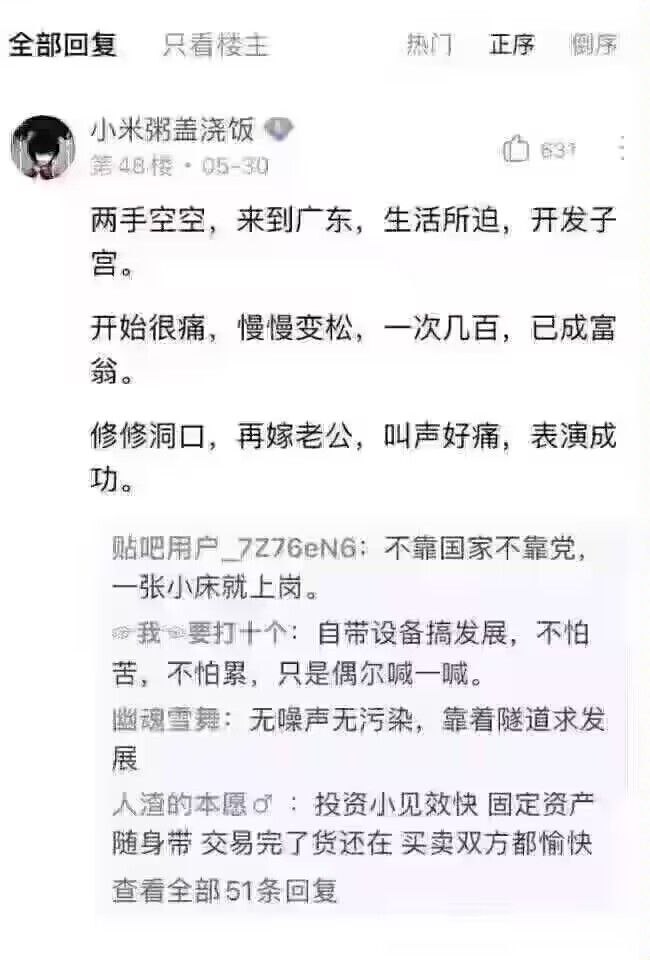 全部回复 只看楼主 热门 正序 倒序
小米粥盖浇饭
第48楼·05-30 631
两手空空，来到广东，生活所迫，开发子
宫。
开始很痛，慢慢变松，一次几百，已成富
翁。
修修洞口，再嫁老公，叫声好痛，表演成
功。
贴吧用户_7Z76eN6：不靠国家不靠党，
一张小床就上岗。
☞我☜要打十个：自带设备搞发展，不怕
苦，不怕累，只是偶尔喊一喊。
幽魂雪舞：无噪声无污染，靠着隧道求发
展
人渣的本愿♂：投资小见效快 固定资产
随身带 交易完了货还在 买卖双方都愉快
查看全部51条回复